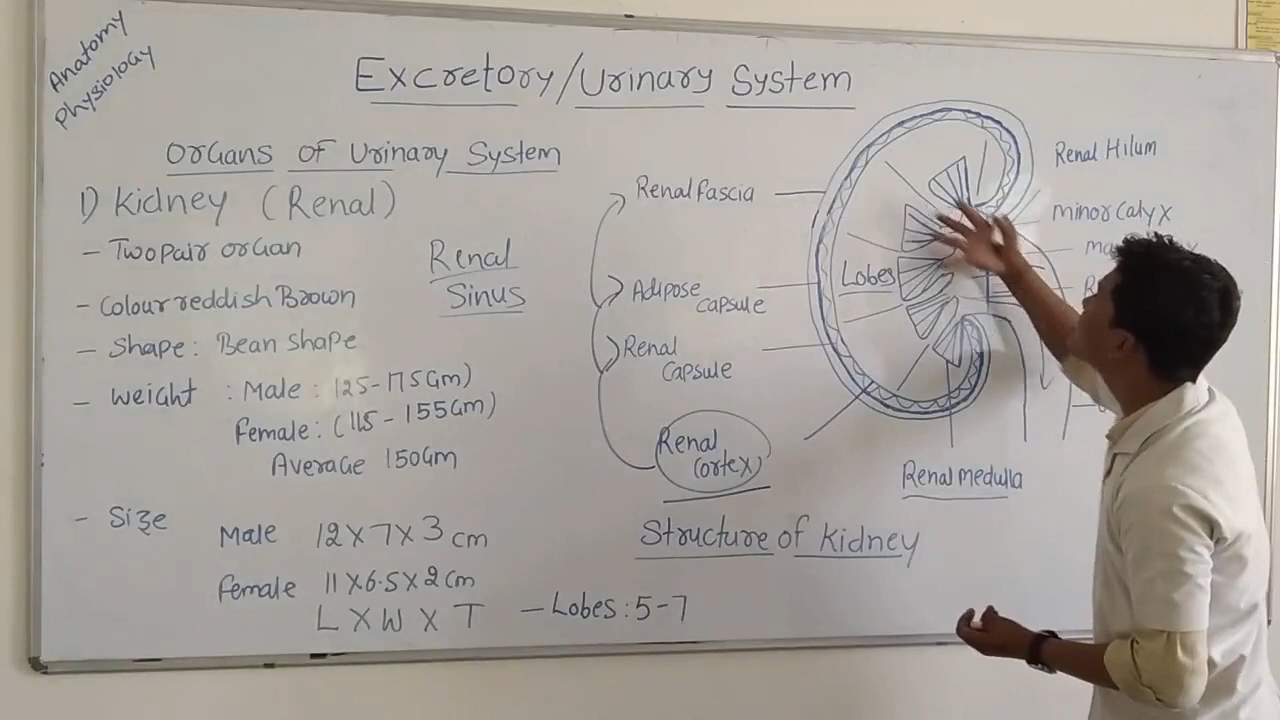 Anatomy
Physiology
Excretory/Urinary System
Organs of Urinary System
1) Kidney (Renal)
- Two pair organ
- Colour reddish Brown
- Shape: Bean Shape
- Weight : Male : 125-175Gm)
Female: (115-155Gm)
Average 150Gm
- Size
Male 12X7X3 cm
Female 11X6.5X2cm
L X W X T
- Lobes: 5-7
Renal
Sinus
Renal fascia
Adipose
capsule
Renal
Capsule
Renal
Cortex
Lobes
Renal Hilum
minor Calyx
Renal medulla
Structure of Kidney